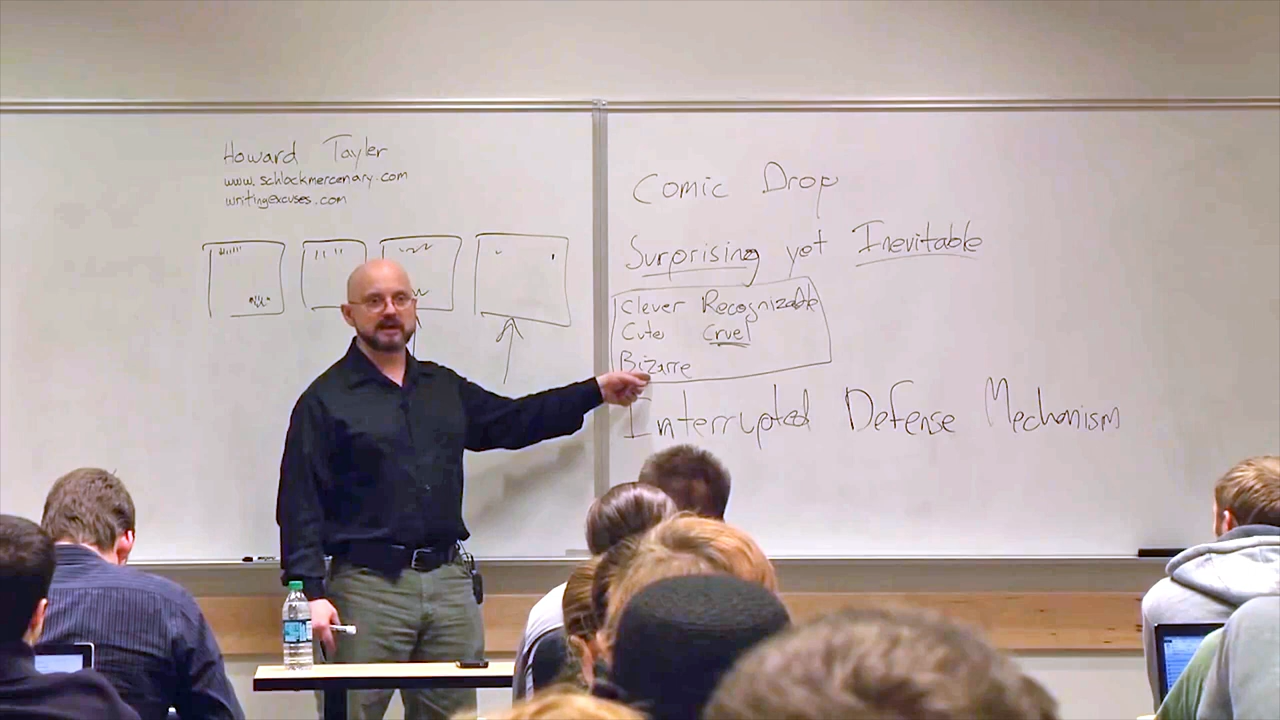 Howard Tayler
www.schlockmercenary.com
writingexcuses.com
Comic Drop
Surprising yet Inevitable
Clever Recognizable
Cute Cruel
Bizarre
Interrupted Defense Mechanism